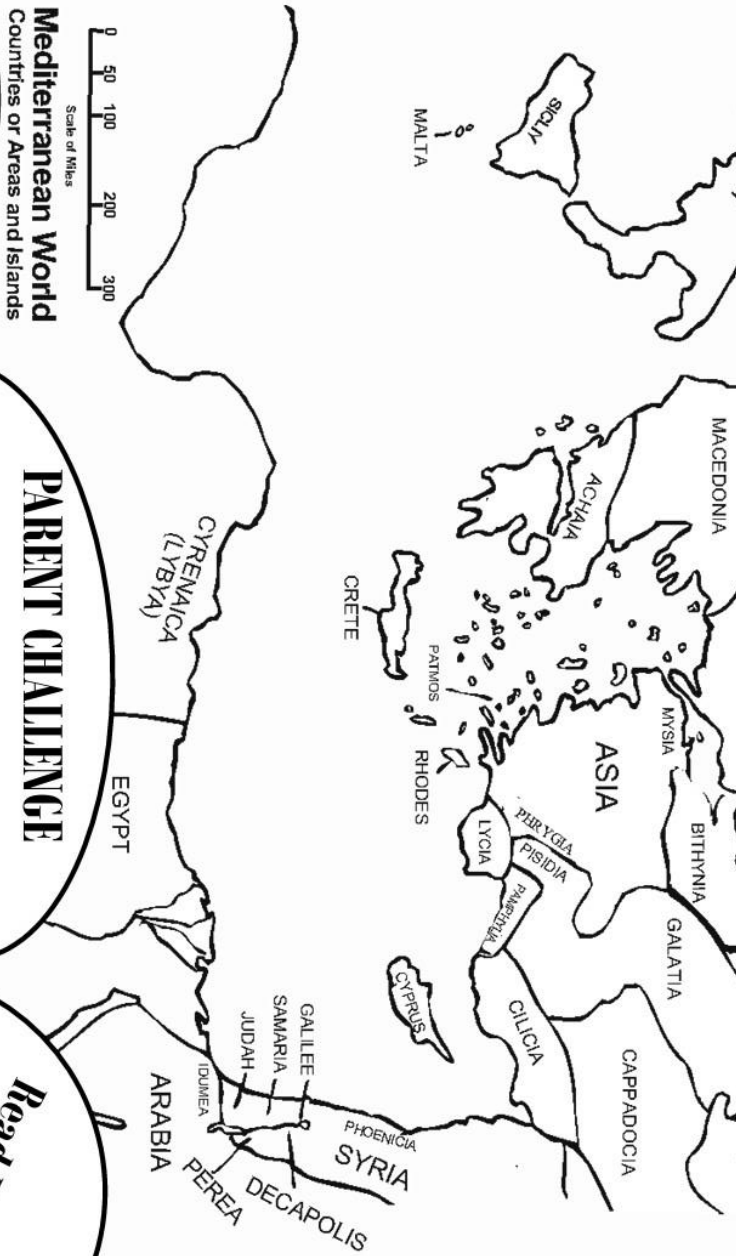 MACEDONIA
BITHYNIA
MYSIA
GALATIA
CAPPADOCIA
ASIA
SICLIY
ACHAIA
PHRYGIA
PISIDIA
CILICIA
PAMPHYLIA
LYCIA
MALTA
PATMOS
RHODES
CYPRUS
CRETE
PHOENICIA
SYRIA
GALILEE
DECAPOLIS
SAMARIA
JUDAH
PEREA
IDUMEA
CYRENAICA
(LYBYA)
ARABIA
EGYPT
0 50 100 200 300
Scale of Miles
Mediterranean World
Countries or Areas and Islands
PARENT CHALLENGE
Read